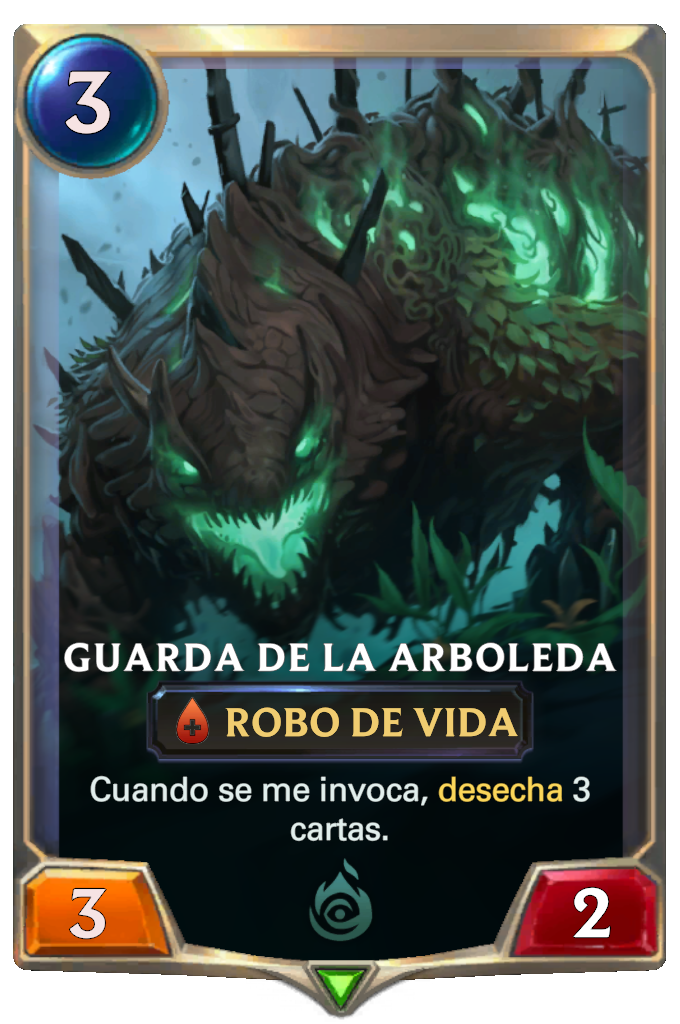 3
GUARDA DE LA ARBOLEDA
ROBO DE VIDA
Cuando se me invoca, desecha 3
cartas.
3
2